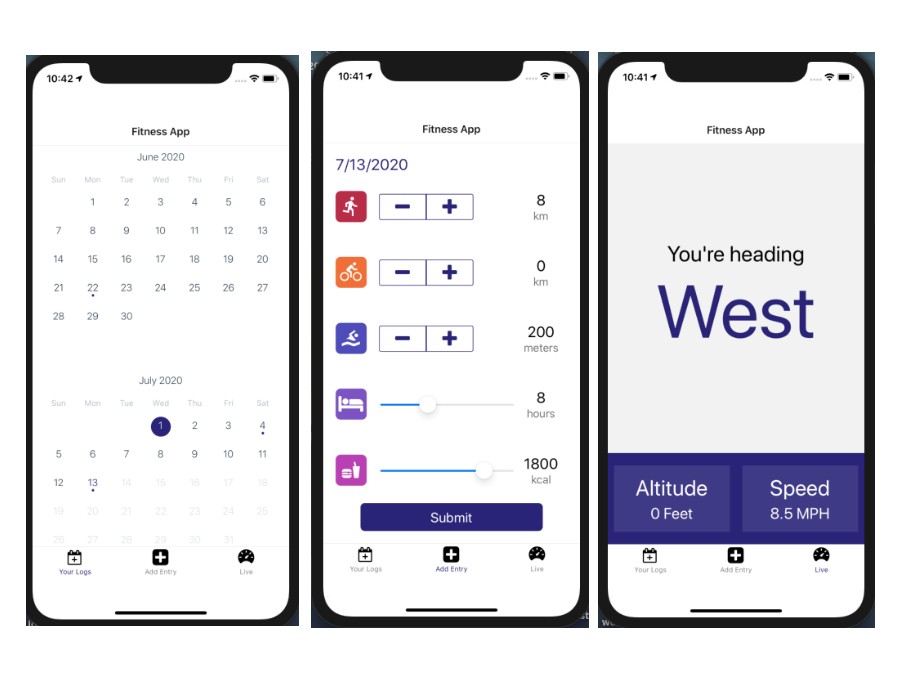 10:42
Fitness App
June 2020
Sun Mon Tue Wed Thu Fri Sat
1 2 3 4 5 6
7 8 9 10 11 12 13
14 15 16 17 18 19 20
21 22 23 24 25 26 27
28 29 30
July 2020
Sun Mon Tue Wed Thu Fri Sat
1 2 3 4
5 6 7 8 9 10 11
12 13 14 15 16 17 18
19 20 21 22 23 24 25
26 27 28 29 30 31
Your Logs Add Entry Live
10:41
Fitness App
7/13/2020
8
km
0
km
200
meters
8
hours
1800
kcal
Submit
Your Logs Add Entry Live
10:41
Fitness App
You're heading
West
Altitude Speed
0 Feet 8.5 MPH
Your Logs Add Entry Live